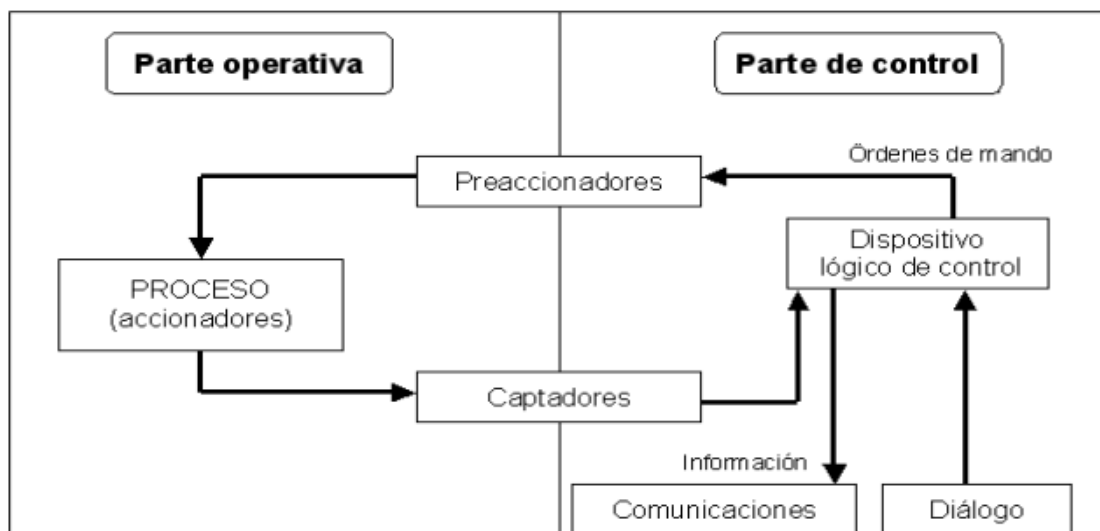 Parte operativa
Parte de control
Órdenes de mando
Preaccionadores
Dispositivo
lógico de control
PROCESO
(accionadores)
Captadores
Información
Comunicaciones
Diálogo